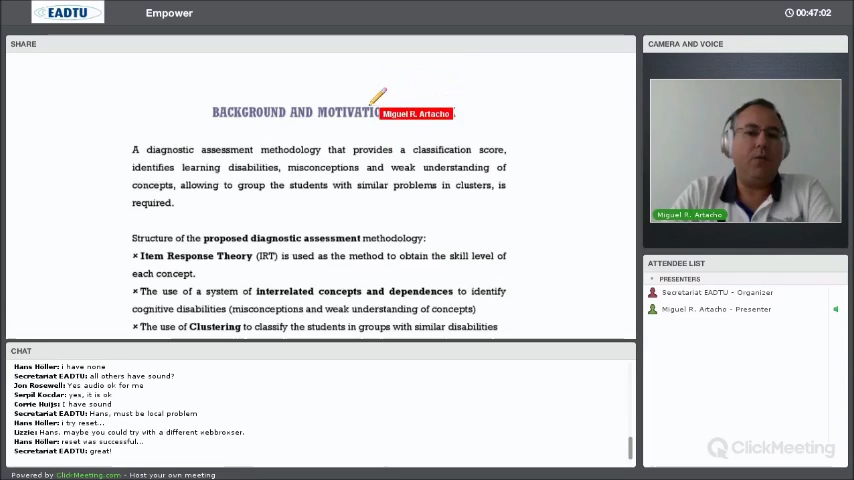 EADTU
Empower
00:47:02
SHARE
BACKGROUND AND MOTIVATIO
Miguel R. Artacho
A diagnostic assessment methodology that provides a classification score,
identifies learning disabilities, misconceptions and weak understanding of
concepts, allowing to group the students with similar problems in clusters, is
required.
Structure of the proposed diagnostic assessment methodology:
× Item Response Theory (IRT) is used as the method to obtain the skill level of
each concept.
× The use of a system of interrelated concepts and dependences to identify
cognitive disabilities (misconceptions and weak understanding of concepts)
× The use of Clustering to classify the students in groups with similar disabilities
CHAT
Hans Höller: i have none
Secretariat EADTU: all others have sound?
Jon Rosewell: Yes audio ok for me
Serpil Kocdar: yes, it is ok
Corrie Huijs: I have sound
Secretariat EADTU: Hans, must be local problem
Hans Höller: i try reset...
Lizzie: Hans, maybe you could try with a different webbroxser.
Hans Höller: reset was successful...
Secretariat EADTU: great!
CAMERA AND VOICE
Miguel R. Artacho
ATTENDEE LIST
PRESENTERS
Secretariat EADTU - Organizer
Miguel R. Artacho - Presenter
ClickMeeting
Powered by ClickMeeting.com - Host your own meeting